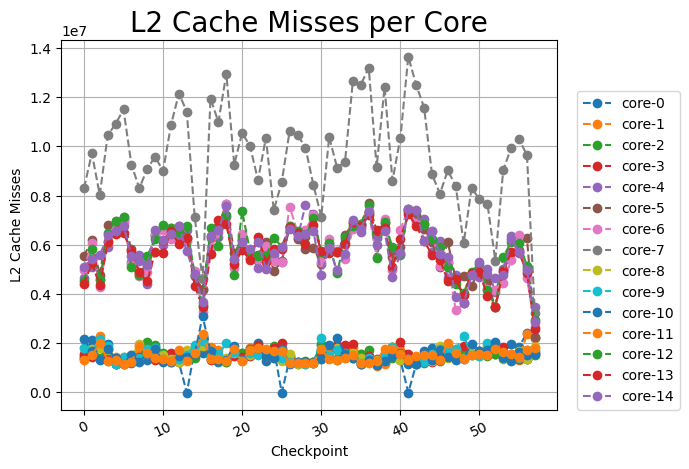 L2 Cache Misses per Core
1e7
1.4
1.2
1.0
0.8
0.6
0.4
0.2
0.0
L2 Cache Misses
0
10
20
30
40
50
Checkpoint
core-0
core-1
core-2
core-3
core-4
core-5
core-6
core-7
core-8
core-9
core-10
core-11
core-12
core-13
core-14